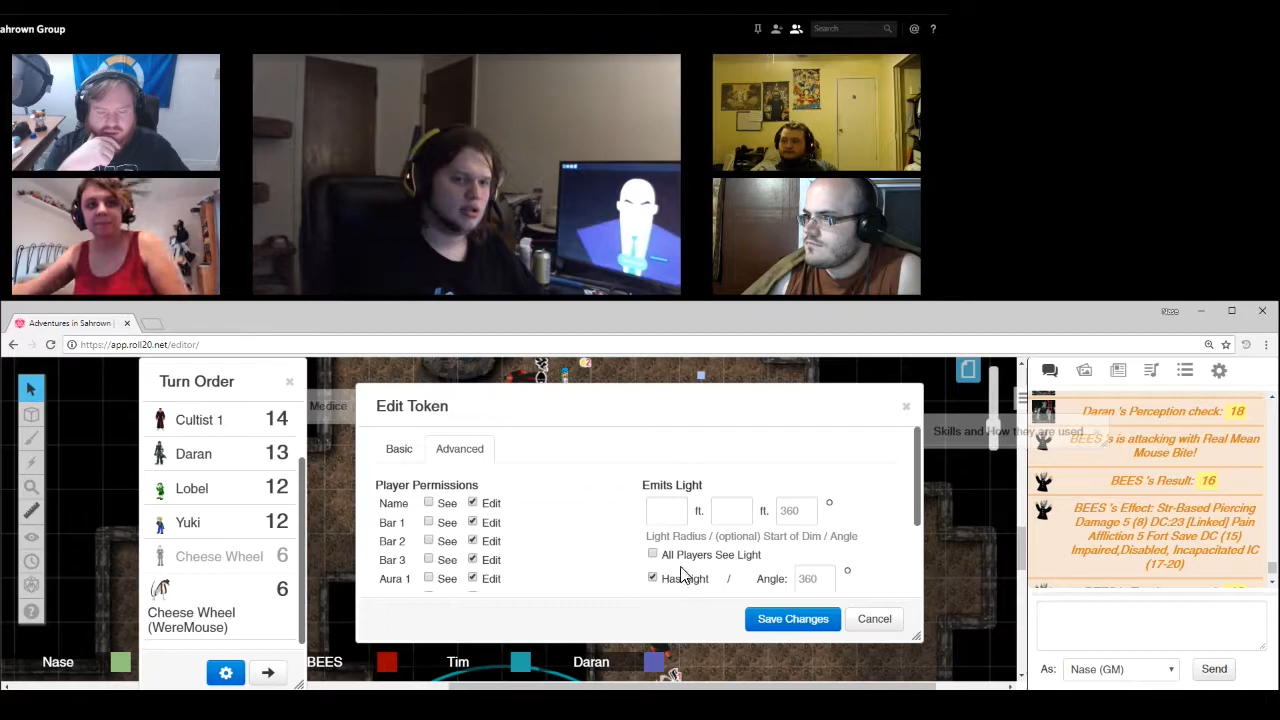 ahrown Group
Search
@ ?
Adventures in Sahrown |
Nase
https://app.roll20.net/editor/
Turn Order
Cultist 1 14
Daran 13
Lobel 12
Yuki 12
Cheese Wheel 6
6
Cheese Wheel
(WereMouse)
Medice
Edit Token
Basic
Advanced
Player Permissions
Name See Edit
Bar 1 See Edit
Bar 2 See Edit
Bar 3 See Edit
Aura 1 See Edit
Emits Light
ft. ft. 360
Light Radius / (optional) Start of Dim / Angle
All Players See Light
/ Angle: 360
Save Changes
Cancel
Skills and How they are used
Daran 's Perception check: 18
BEES 's is attacking with Real Mean
Mouse Bite!
BEES 's Result: 16
BEES 's Effect: Str-Based Piercing
Damage 5 (8) DC:23 [Linked] Pain
Affliction 5 Fort Save DC (15)
Impaired,Disabled, Incapacitated IC
(17-20)
As: Nase (GM)
Send
Nase
BEES
Tim
Daran